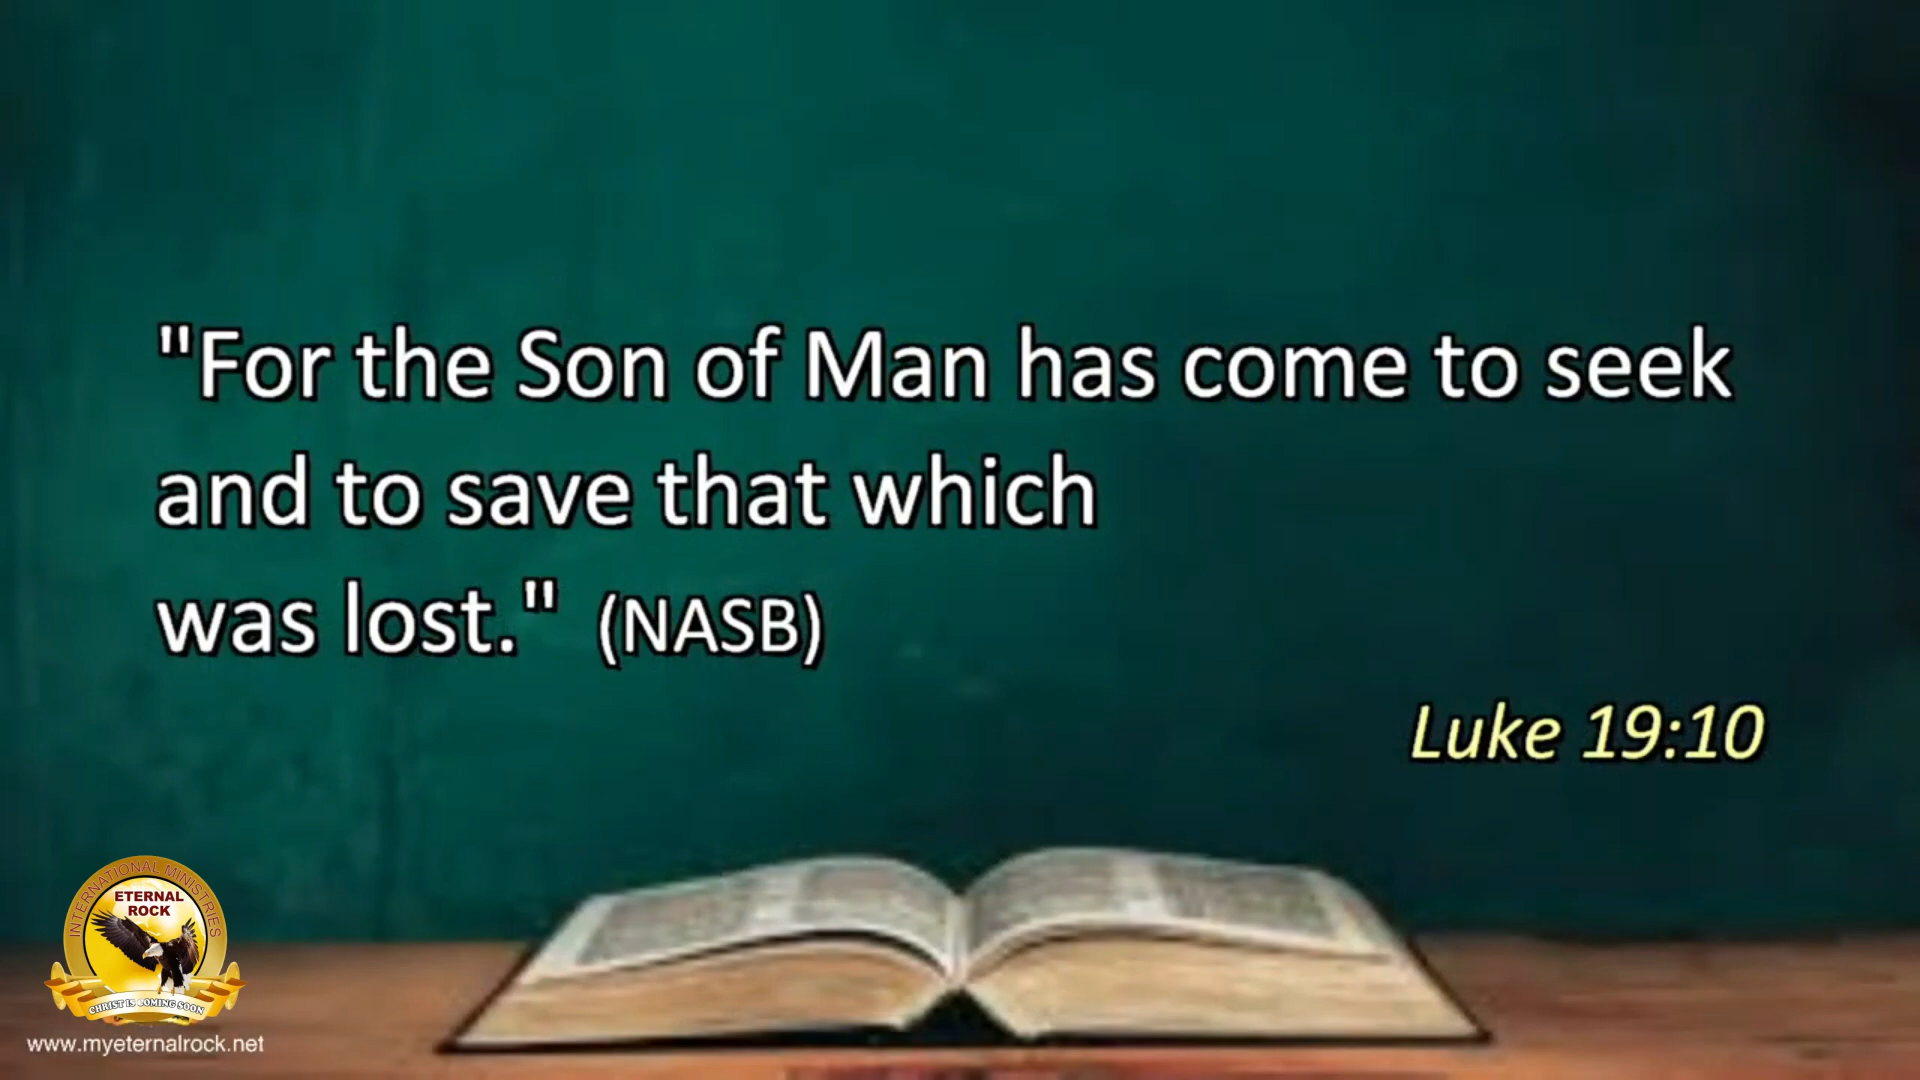 "For the Son of Man has come to seek
and to save that which
was lost." (NASB)
Luke 19:10
INTERNATIONAL MINISTRIES
ETERNAL
ROCK
CHRIST IS COMING SOON
www.myeternalrock.net